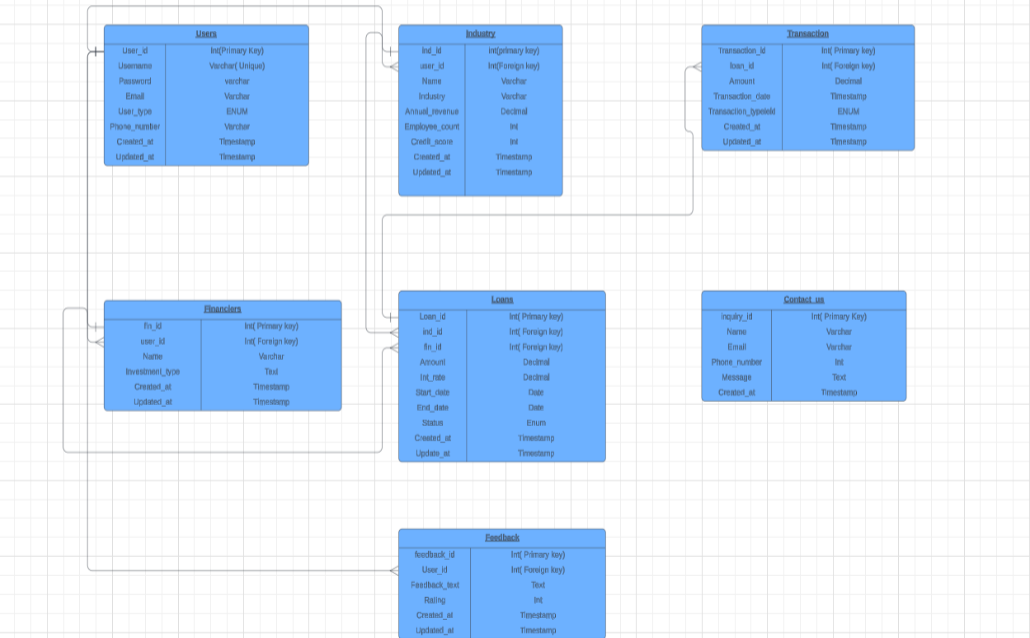 Users
User_id Int(Primary Key)
Username Varchar( Unique)
Password varchar
Email Varchar
User_type ENUM
Phone_number Varchar
Created_at Timestamp
Updated_at Timestamp
Industry
Ind_id int(primary key)
user_id Int(Foreign key)
Name Varchar
Industry Varchar
Annual_revenue Decimal
Employee_count Int
Credit_score Int
Created_at Timestamp
Updated_at Timestamp
Transaction
Transaction_id Int( Primary key)
loan_id Int( Foreign key)
Amount Decimal
Transaction_date Timestamp
Transaction_typeId ENUM
Created_at Timestamp
Updated_at Timestamp
Financiers
fin_id Int( Primary key)
user_id Int( Foreign key)
Name Varchar
Investment_type Text
Created_at Timestamp
Updated_at Timestamp
Loans
Loan_id Int( Primary key)
ind_id Int( Foreign key)
fin_id Int( Foreign key)
Amount Decimal
Int_rate Decimal
Start_date Date
End_date Date
Status Enum
Created_at Timestamp
Update_at Timestamp
Contact_us
inquiry_id Int( Primary Key)
Name Varchar
Email Varchar
Phone_number Int
Message Text
Created_at Timestamp
Feedback
feedback_id Int( Primary key)
User_id Int( Foreign key)
Feedback_text Text
Rating Int
Created_at Timestamp
Updated_at Timestamp